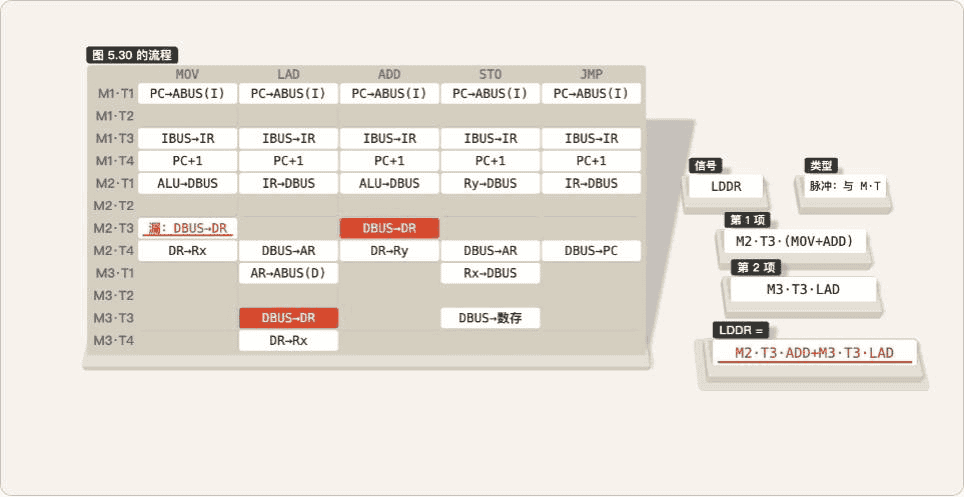 图 5.30 的流程
MOV LAD ADD STO JMP
M1·T1 PC→ABUS(I) PC→ABUS(I) PC→ABUS(I) PC→ABUS(I) PC→ABUS(I)
M1·T2
M1·T3 IBUS→IR IBUS→IR IBUS→IR IBUS→IR IBUS→IR
M1·T4 PC+1 PC+1 PC+1 PC+1 PC+1
M2·T1 ALU→DBUS IR→DBUS ALU→DBUS Ry→DBUS IR→DBUS
M2·T2
M2·T3 漏: DBUS→DR DBUS→DR
M2·T4 DR→Rx DBUS→AR DR→Ry DBUS→AR DBUS→PC
M3·T1 AR→ABUS(D) Rx→DBUS
M3·T2
M3·T3 DBUS→DR DBUS→数存
M3·T4 DR→Rx
信号
LDDR
类型
脉冲: 与 M·T
第 1 项
M2·T3·(MOV+ADD)
第 2 项
M3·T3·LAD
LDDR =
M2·T3·ADD+M3·T3·LAD